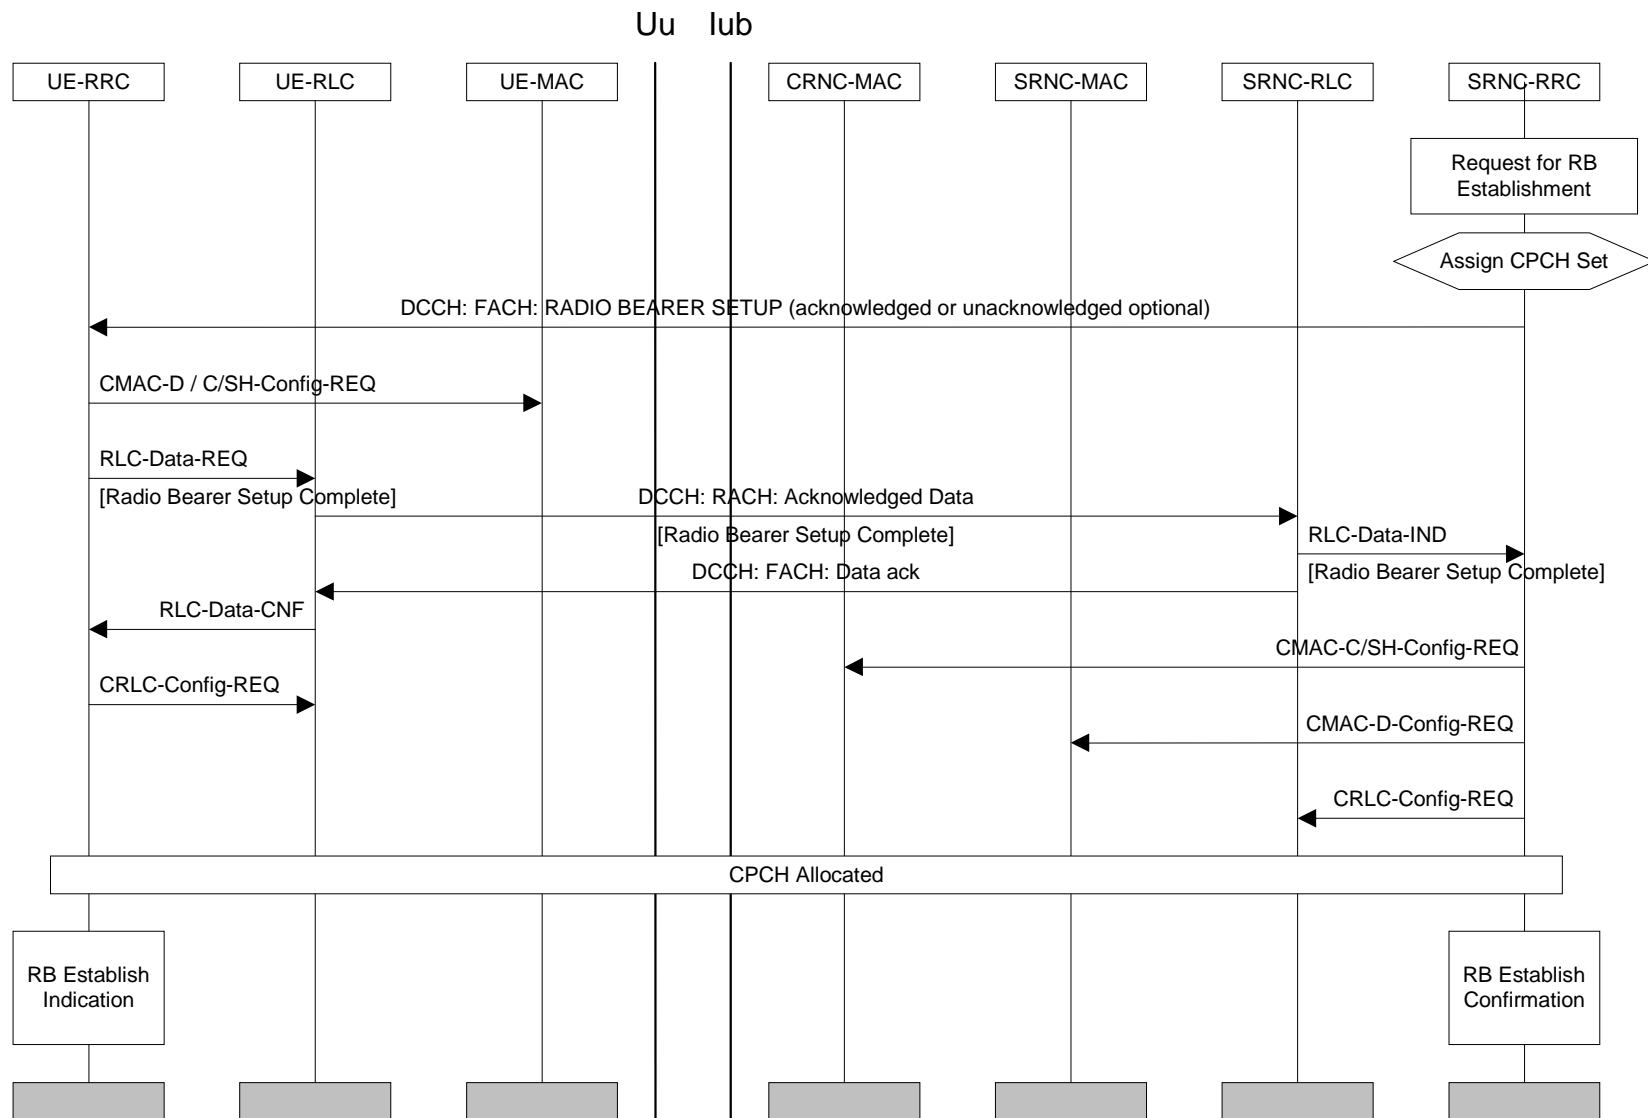 Uu Iub
UE-RRC UE-RLC UE-MAC CRNC-MAC SRNC-MAC SRNC-RLC SRNC-RRC
Request for RB
Establishment
Assign CPCH Set
DCCH: FACH: RADIO BEARER SETUP (acknowledged or unacknowledged optional)
CMAC-D / C/SH-Config-REQ
RLC-Data-REQ
[Radio Bearer Setup Complete]
DCCH: RACH: Acknowledged Data
[Radio Bearer Setup Complete]
RLC-Data-IND
[Radio Bearer Setup Complete]
DCCH: FACH: Data ack
RLC-Data-CNF
CMAC-C/SH-Config-REQ
CRLC-Config-REQ
CMAC-D-Config-REQ
CRLC-Config-REQ
CPCH Allocated
RB Establish
Indication
RB Establish
Confirmation